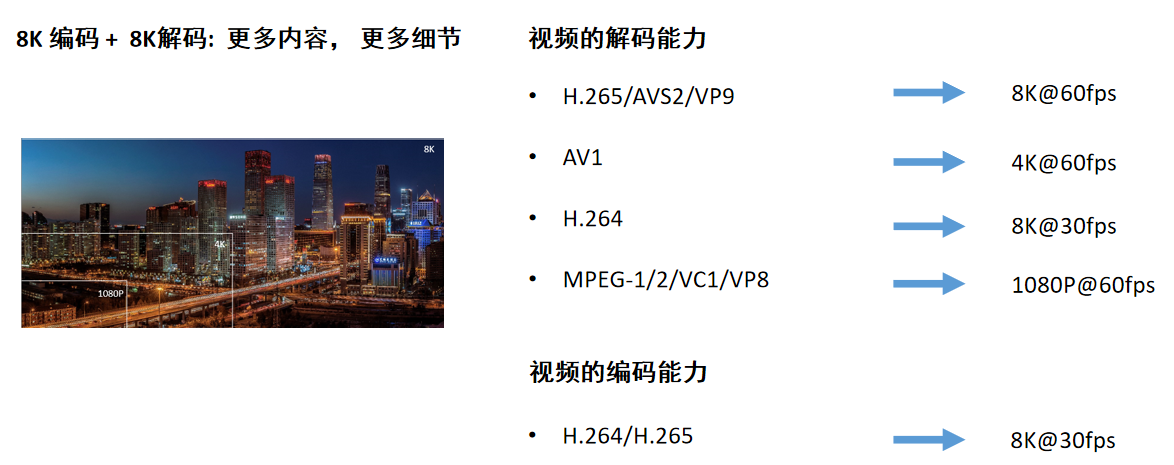 8K 编码 + 8K解码: 更多内容， 更多细节
8K
4K
1080P
视频的解码能力
• H.265/AVS2/VP9 8K@60fps
• AV1 4K@60fps
• H.264 8K@30fps
• MPEG-1/2/VC1/VP8 1080P@60fps
视频的编码能力
• H.264/H.265 8K@30fps